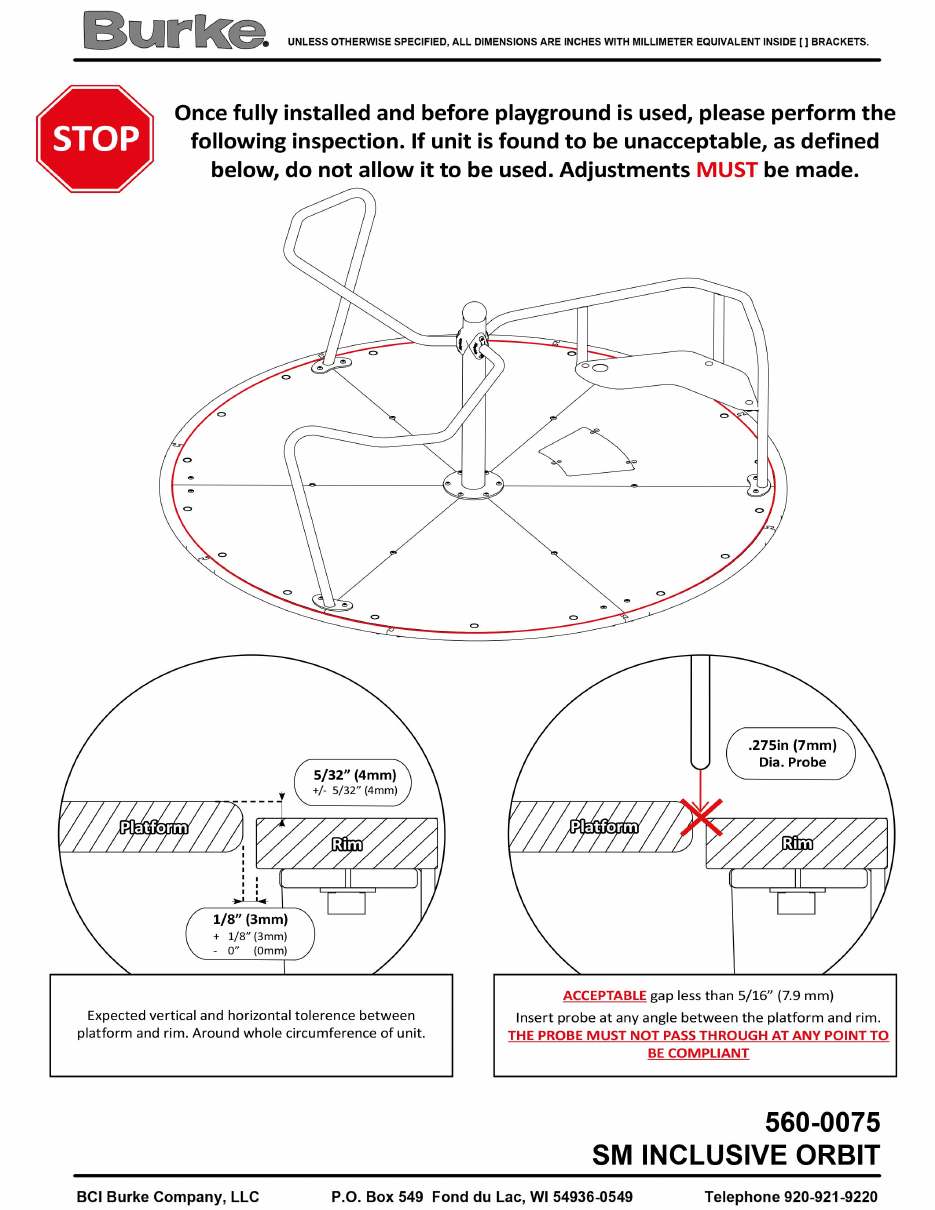 Burke.
UNLESS OTHERWISE SPECIFIED, ALL DIMENSIONS ARE INCHES WITH MILLIMETER EQUIVALENT INSIDE [ ] BRACKETS.
STOP
Once fully installed and before playground is used, please perform the
following inspection. If unit is found to be unacceptable, as defined
below, do not allow it to be used. Adjustments MUST be made.
5/32” (4mm)
+/- 5/32” (4mm)
Platform
Rim
1/8” (3mm)
+ 1/8” (3mm)
- 0” (0mm)
Expected vertical and horizontal tolerence between
platform and rim. Around whole circumference of unit.
.275in (7mm)
Dia. Probe
Platform
Rim
ACCEPTABLE gap less than 5/16” (7.9 mm)
Insert probe at any angle between the platform and rim.
THE PROBE MUST NOT PASS THROUGH AT ANY POINT TO
BE COMPLIANT
560-0075
SM INCLUSIVE ORBIT
BCI Burke Company, LLC P.O. Box 549 Fond du Lac, WI 54936-0549 Telephone 920-921-9220